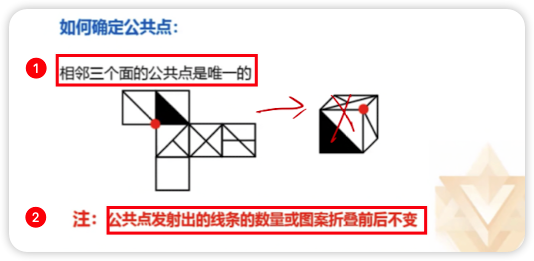 如何确定公共点：
1 相邻三个面的公共点是唯一的
2 注：公共点发射出的线条的数量或图案折叠前后不变